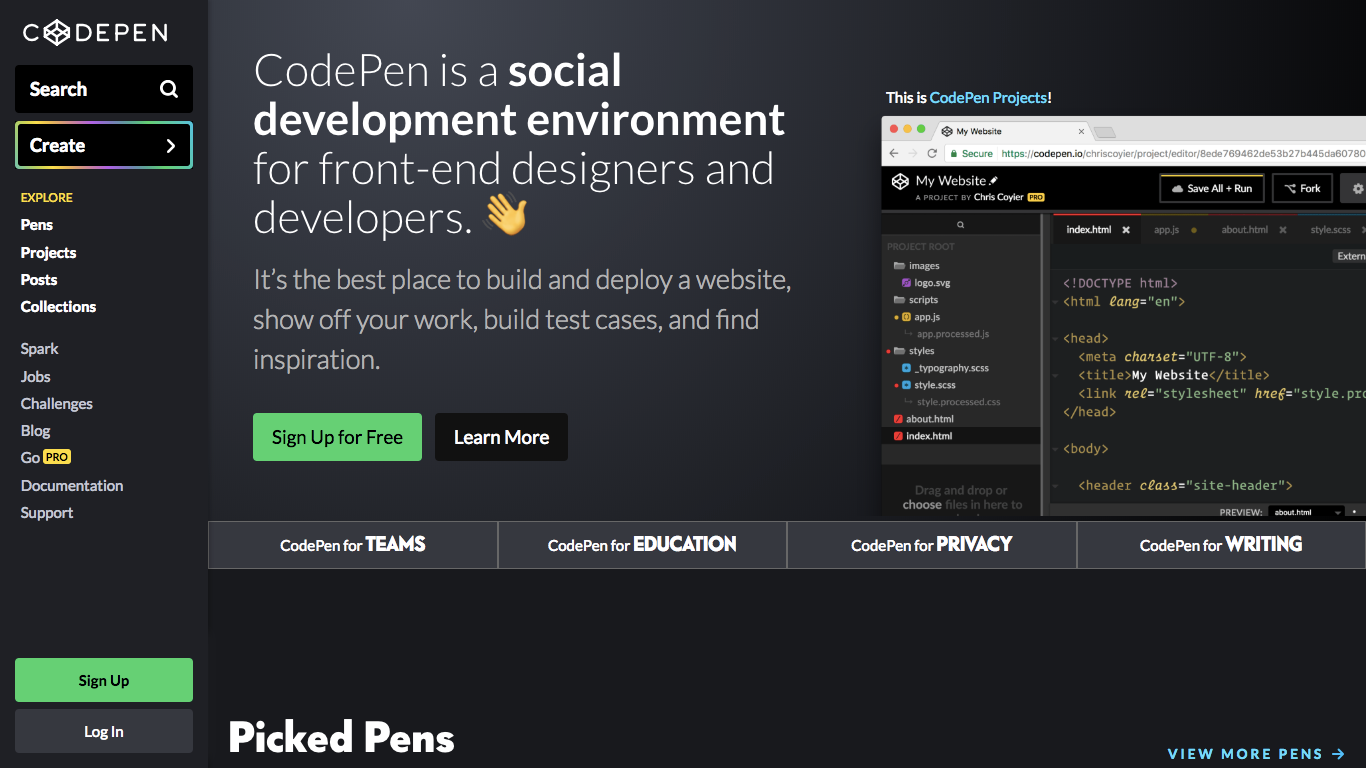 CODEPEN
Search
Create
EXPLORE
Pens
Projects
Posts
Collections
Spark
Jobs
Challenges
Blog
Go PRO
Documentation
Support
Sign Up
Log In
CodePen is a social
development environment
for front-end designers and
developers. 👋
It's the best place to build and deploy a website,
show off your work, build test cases, and find
inspiration.
Sign Up for Free
Learn More
This is CodePen Projects!
My Website
Secure https://codepen.io/chriscoyier/project/editor/8ede769462de53b27b445da60780
My Website
A PROJECT BY Chris Coyier PRO
Save All + Run
Fork
PROJECT ROOT
images
logo.svg
scripts
app.js
app.processed.js
styles
_typography.scss
style.scss
style.processed.css
about.html
index.html
Drag and drop or
choose files in here to
index.html
app.js
about.html
style.scss
Extern
<!DOCTYPE html>
<html lang="en">
<head>
<meta charset="UTF-8">
<title>My Website</title>
<link rel="stylesheet" href="style.pro
</head>
<body>
<header class="site-header">
PREVIEW: about.html
CodePen for TEAMS
CodePen for EDUCATION
CodePen for PRIVACY
CodePen for WRITING
Picked Pens
VIEW MORE PENS →